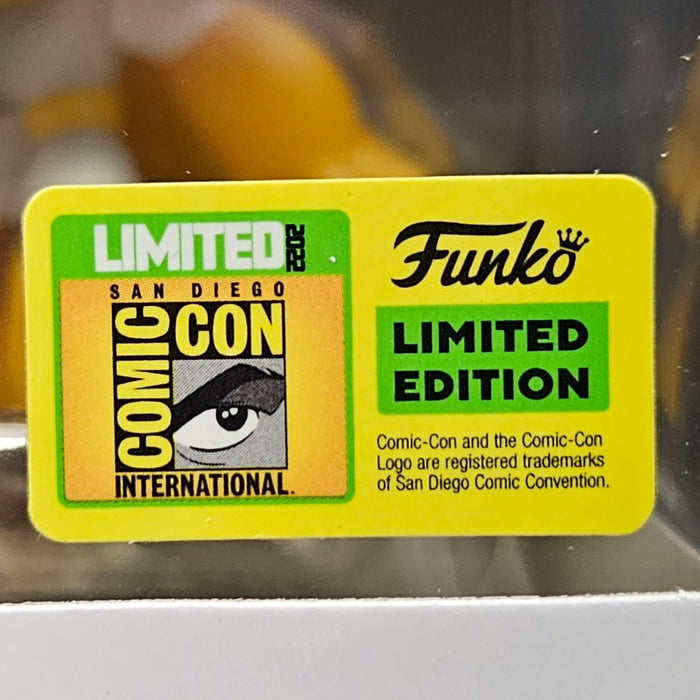 LIMITED 2022
SAN DIEGO
COMIC CON
INTERNATIONAL.
Funko
LIMITED
EDITION
Comic-Con and the Comic-Con
Logo are registered trademarks
of San Diego Comic Convention.